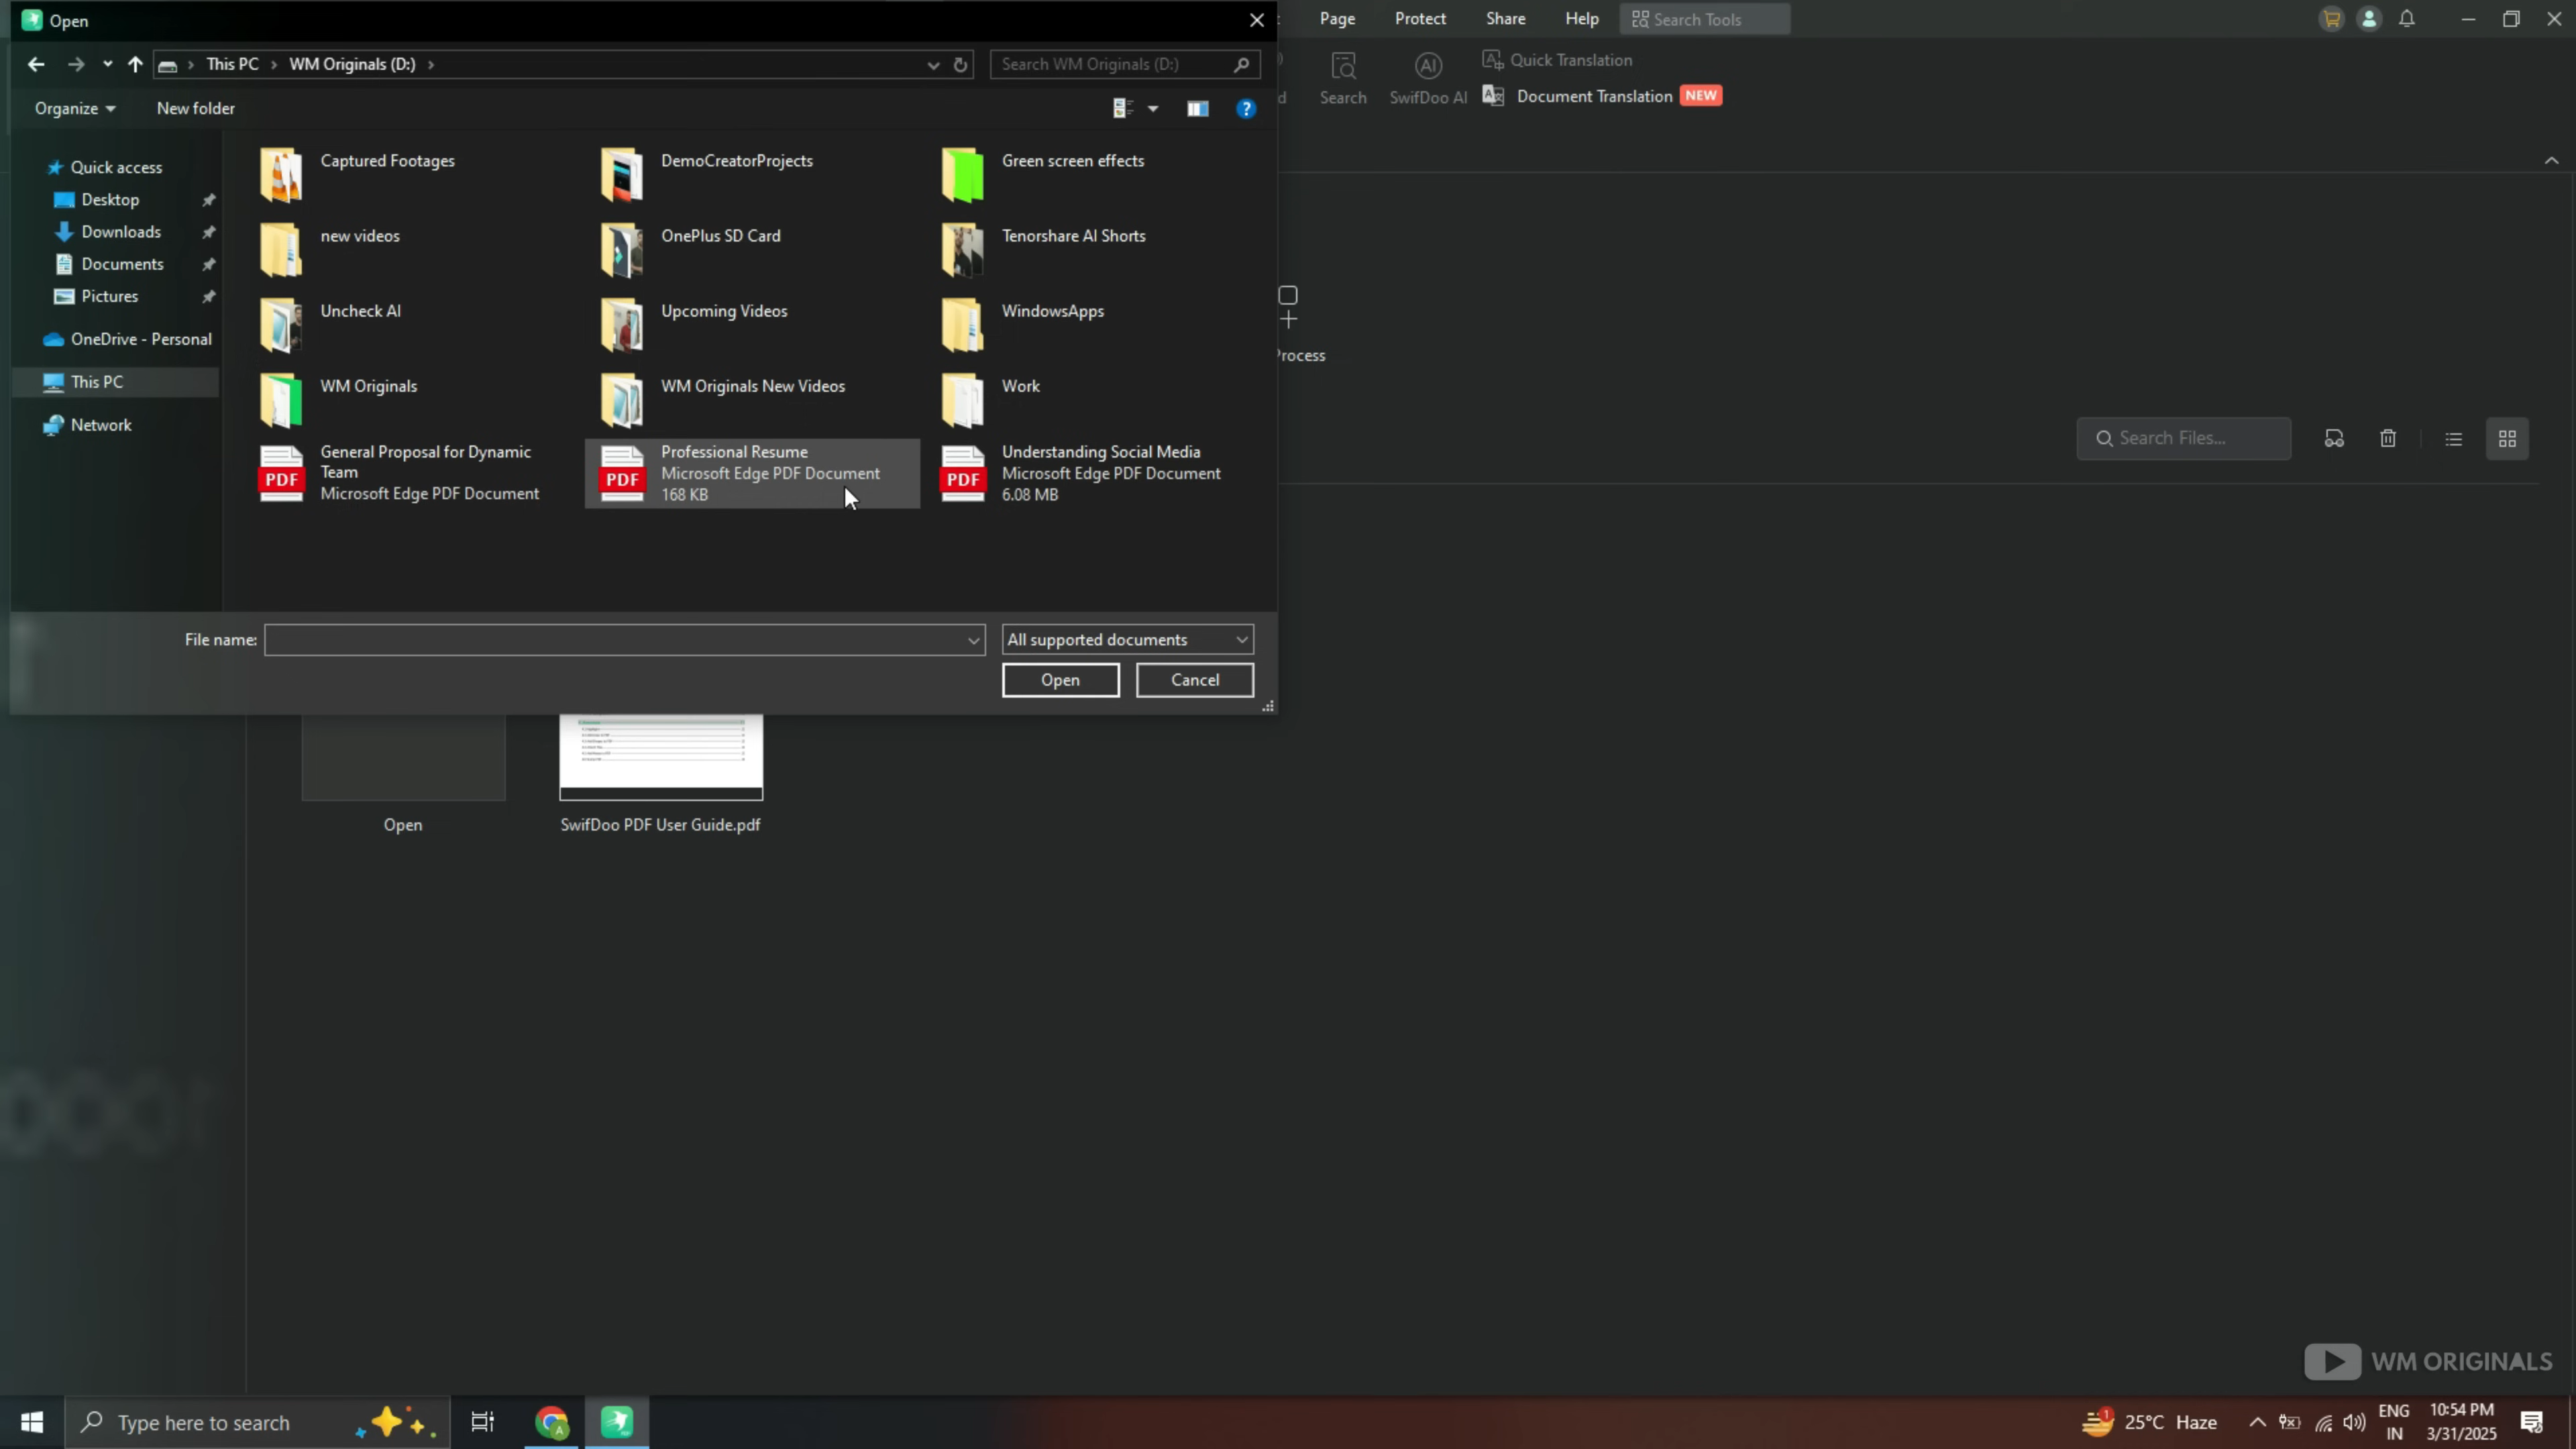 Open
Page
Protect
Share
Help
Search Tools
This PC
WM Originals (D:)
Search WM Originals (D:)
Search
SwifDoo AI
Quick Translation
Document Translation NEW
Organize
New folder
Quick access
Desktop
Downloads
Documents
Pictures
OneDrive - Personal
This PC
Network
Captured Footages
DemoCreatorProjects
Green screen effects
new videos
OnePlus SD Card
Tenorshare AI Shorts
Uncheck AI
Upcoming Videos
WindowsApps
WM Originals
WM Originals New Videos
Work
PDF
General Proposal for Dynamic
Team
Microsoft Edge PDF Document
PDF
Professional Resume
Microsoft Edge PDF Document
168 KB
PDF
Understanding Social Media
Microsoft Edge PDF Document
6.08 MB
rocess
Search Files...
File name:
All supported documents
Open
Cancel
Open
SwifDoo PDF User Guide.pdf
WM ORIGINALS
Type here to search
A
1
25°C Haze
ENG
IN
10:54 PM
3/31/2025